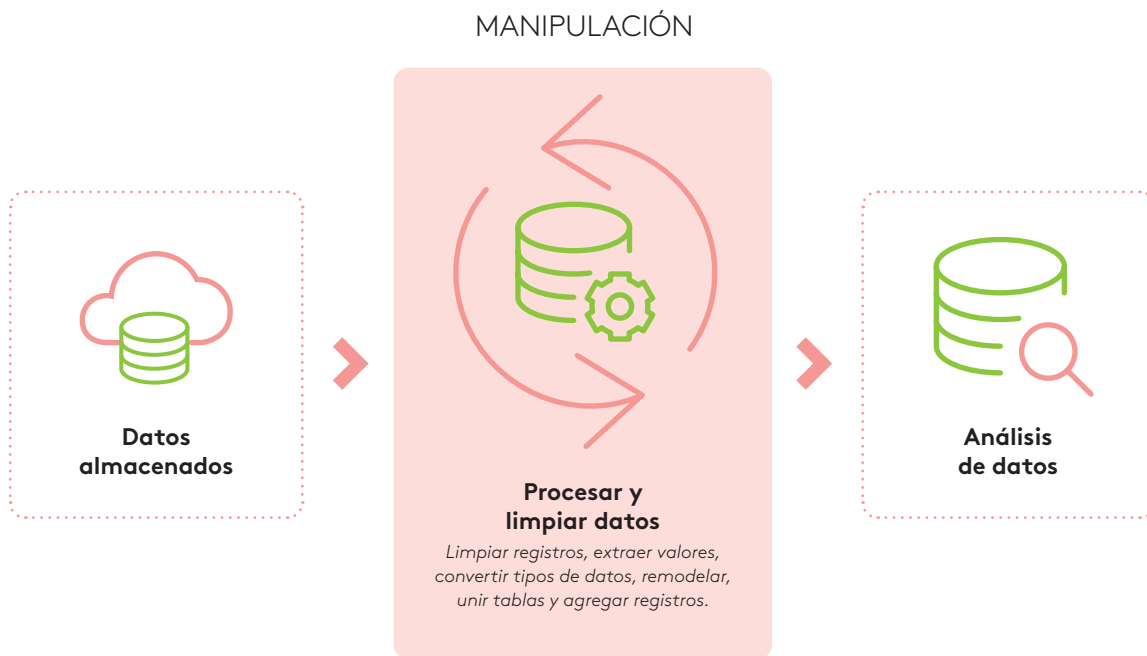 MANIPULACIÓN
Datos
almacenados
Procesar y
limpiar datos
Limpiar registros, extraer valores,
convertir tipos de datos, remodelar,
unir tablas y agregar registros.
Análisis
de datos